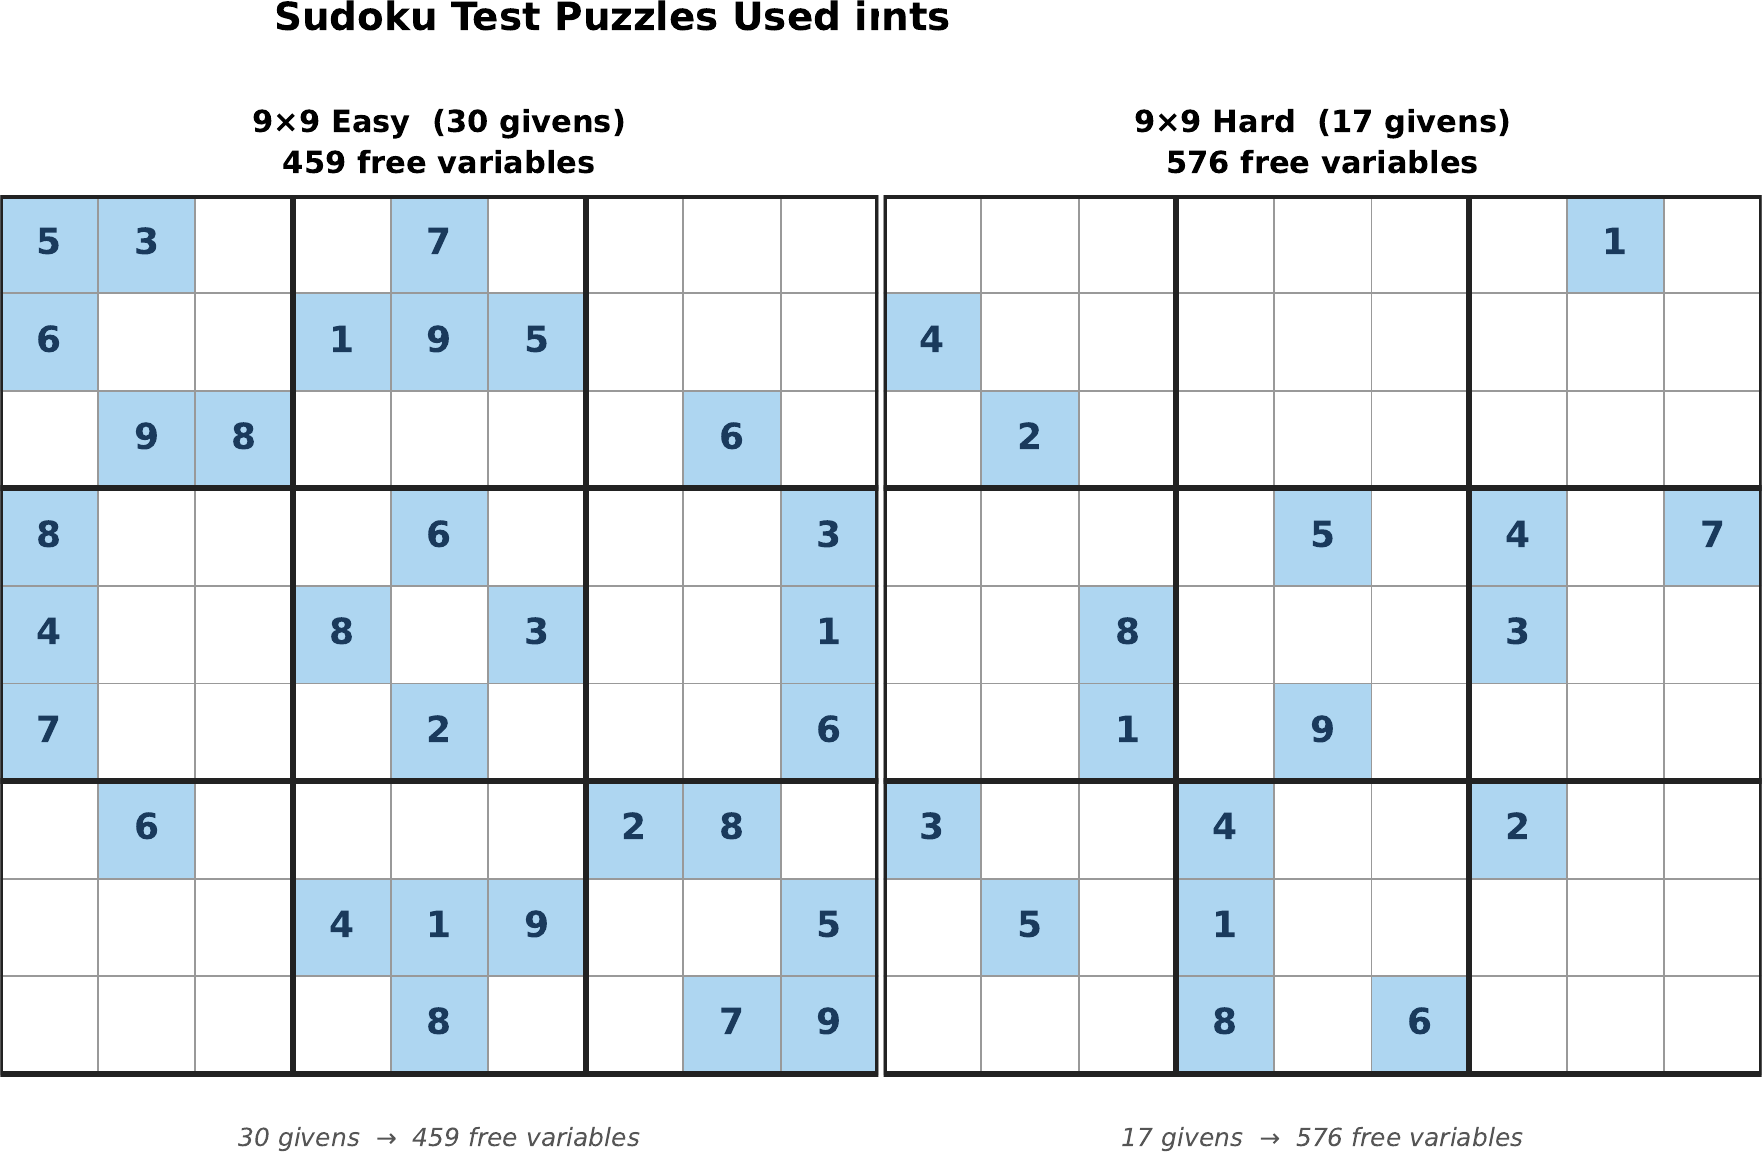 Sudoku Test Puzzles Used
9×9 Easy (30 givens)
459 free variables
9×9 Hard (17 givens)
576 free variables
5 3 7
6 1 9 5
9 8 6
8 6 3
4 8 3 1
7 2 6
6 2 8
4 1 9 5
8 7 9
1
4
2
5 4 7
8 3
1 9
3 4 2
5 1
8 6
30 givens → 459 free variables
17 givens → 576 free variables